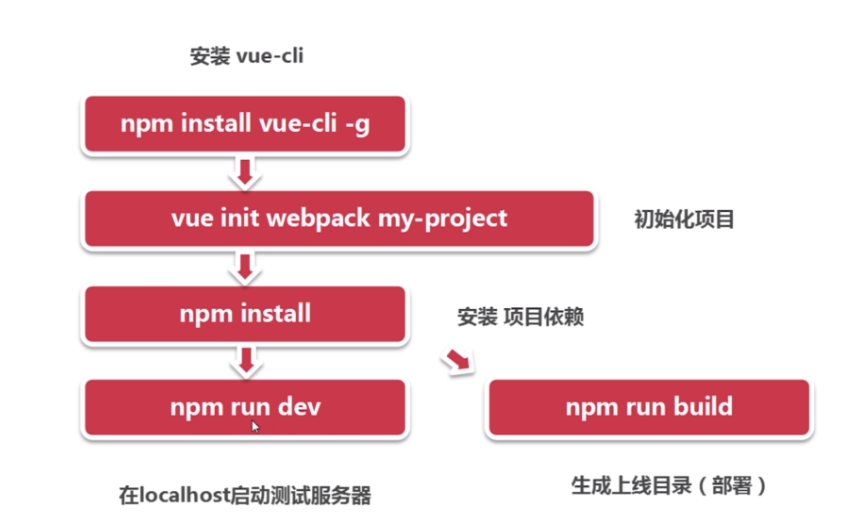 安装 vue-cli
npm install vue-cli -g
vue init webpack my-project
初始化项目
npm install
安装 项目依赖
npm run dev
npm run build
在localhost启动测试服务器
生成上线目录（部署）